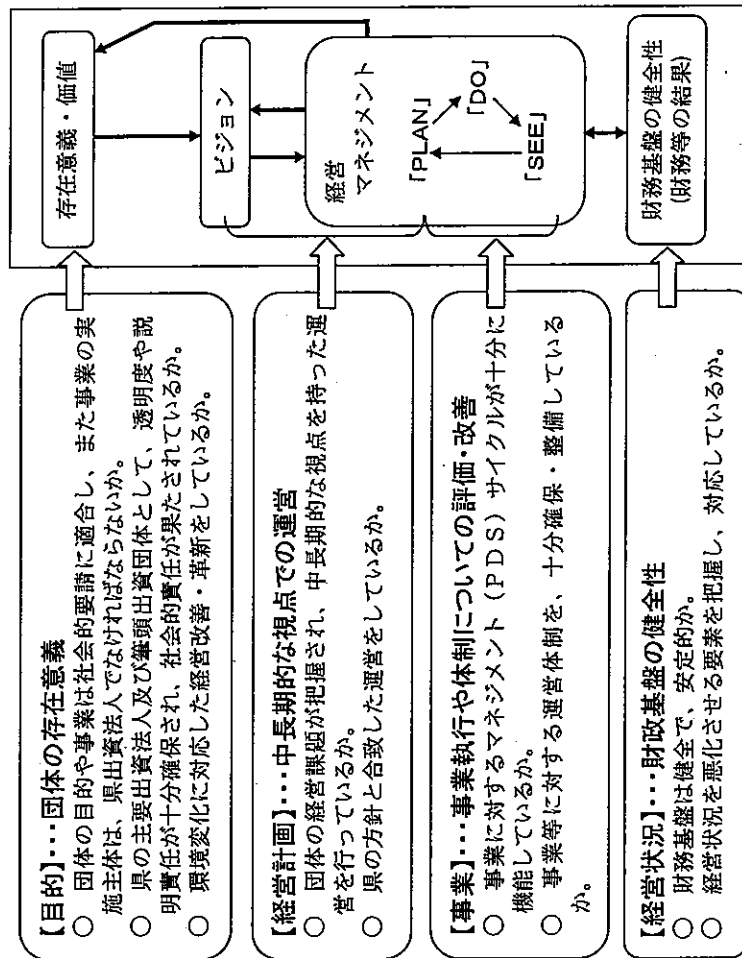 【目的】･･･団体の存在意義
○ 団体の目的や事業は社会的要請に適合し、また事業の実
施主体は、県出資法人でなければならないか。
○ 県の主要出資法人及び筆頭出資団体として、透明度や説
明責任が十分確保され、社会的責任が果たされているか。
○ 環境変化に対応した経営改善・革新をしているか。
【経営計画】･･･中長期的な視点での運営
○ 団体の経営課題が把握され、中長期的な視点を持った運
営を行っているか。
○ 県の方針と合致した運営をしているか。
【事業】･･･事業執行や体制についての評価・改善
○ 事業に対するマネジメント(PDS)サイクルが十分に
機能しているか。
○ 事業等に対する運営体制を、十分確保・整備している
か。
【経営状況】･･･財政基盤の健全性
○ 財務基盤は健全で、安定的か。
○ 経営状況を悪化させる要素を把握し、対応しているか。
存在意義・価値
ビジョン
経営
マネジメント
「PLAN」
「DO」
「SEE」
財務基盤の健全性
(財務等の結果)